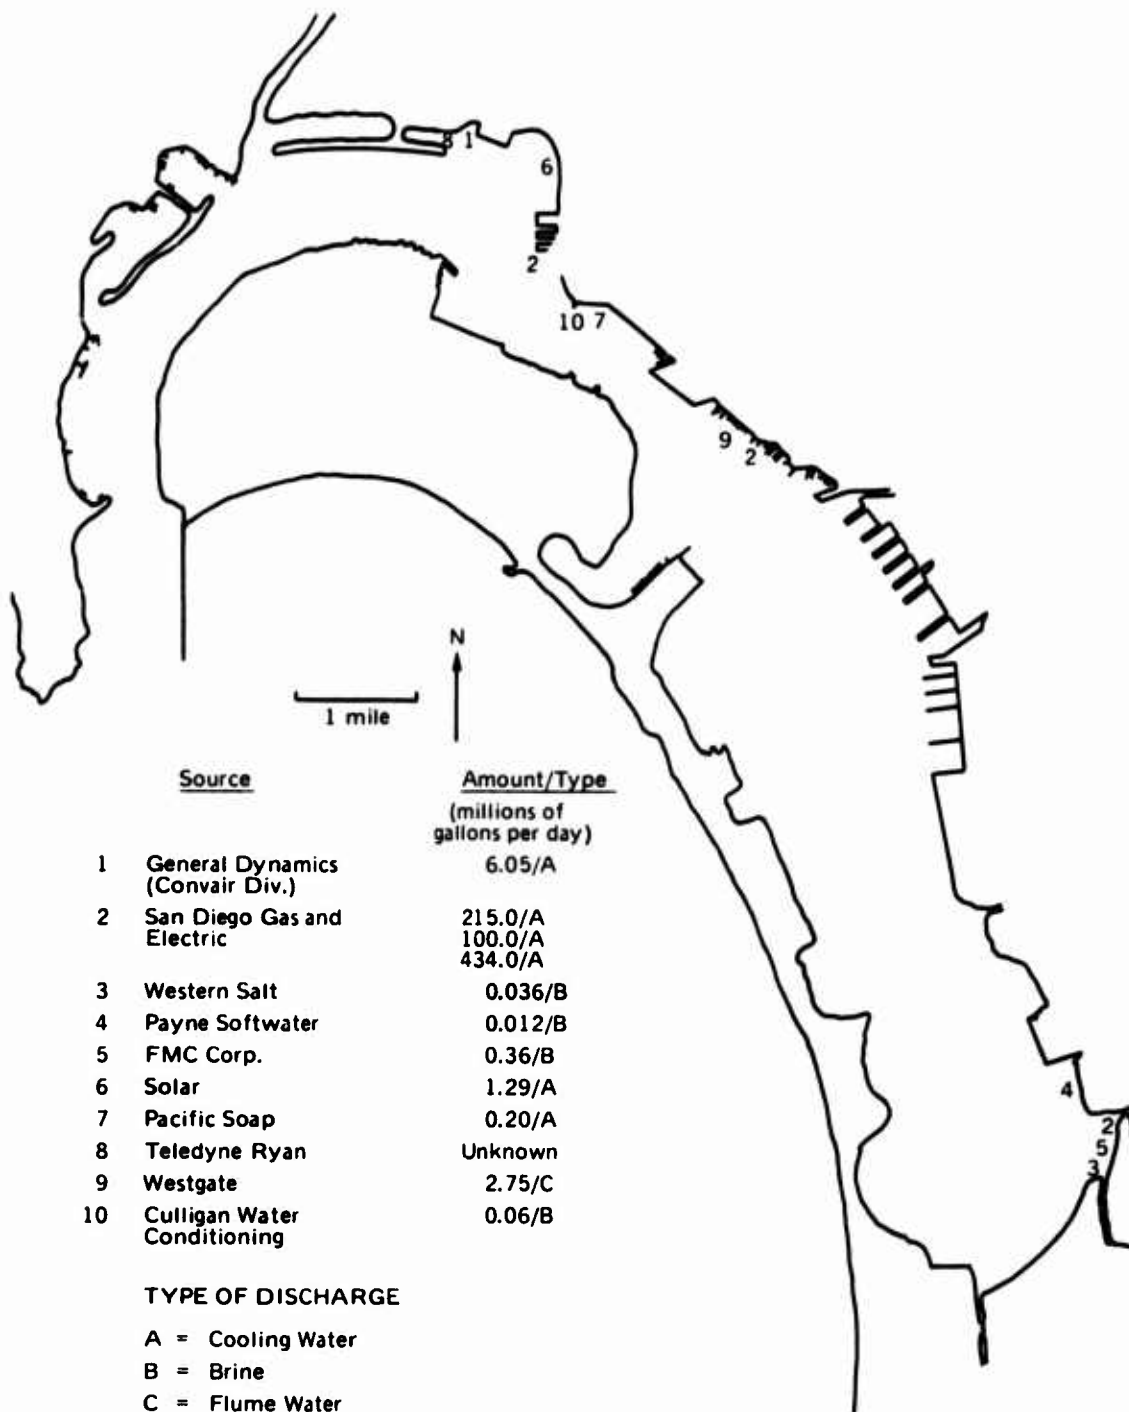 8 1
6
2
10 7
9
2
N
1 mile
4
2
5
3
Source Amount/Type
(millions of
gallons per day)
1 General Dynamics 6.05/A
(Convair Div.)
2 San Diego Gas and 215.0/A
Electric 100.0/A
434.0/A
3 Western Salt 0.036/B
4 Payne Softwater 0.012/B
5 FMC Corp. 0.36/B
6 Solar 1.29/A
7 Pacific Soap 0.20/A
8 Teledyne Ryan Unknown
9 Westgate 2.75/C
10 Culligan Water 0.06/B
Conditioning
TYPE OF DISCHARGE
A = Cooling Water
B = Brine
C = Flume Water